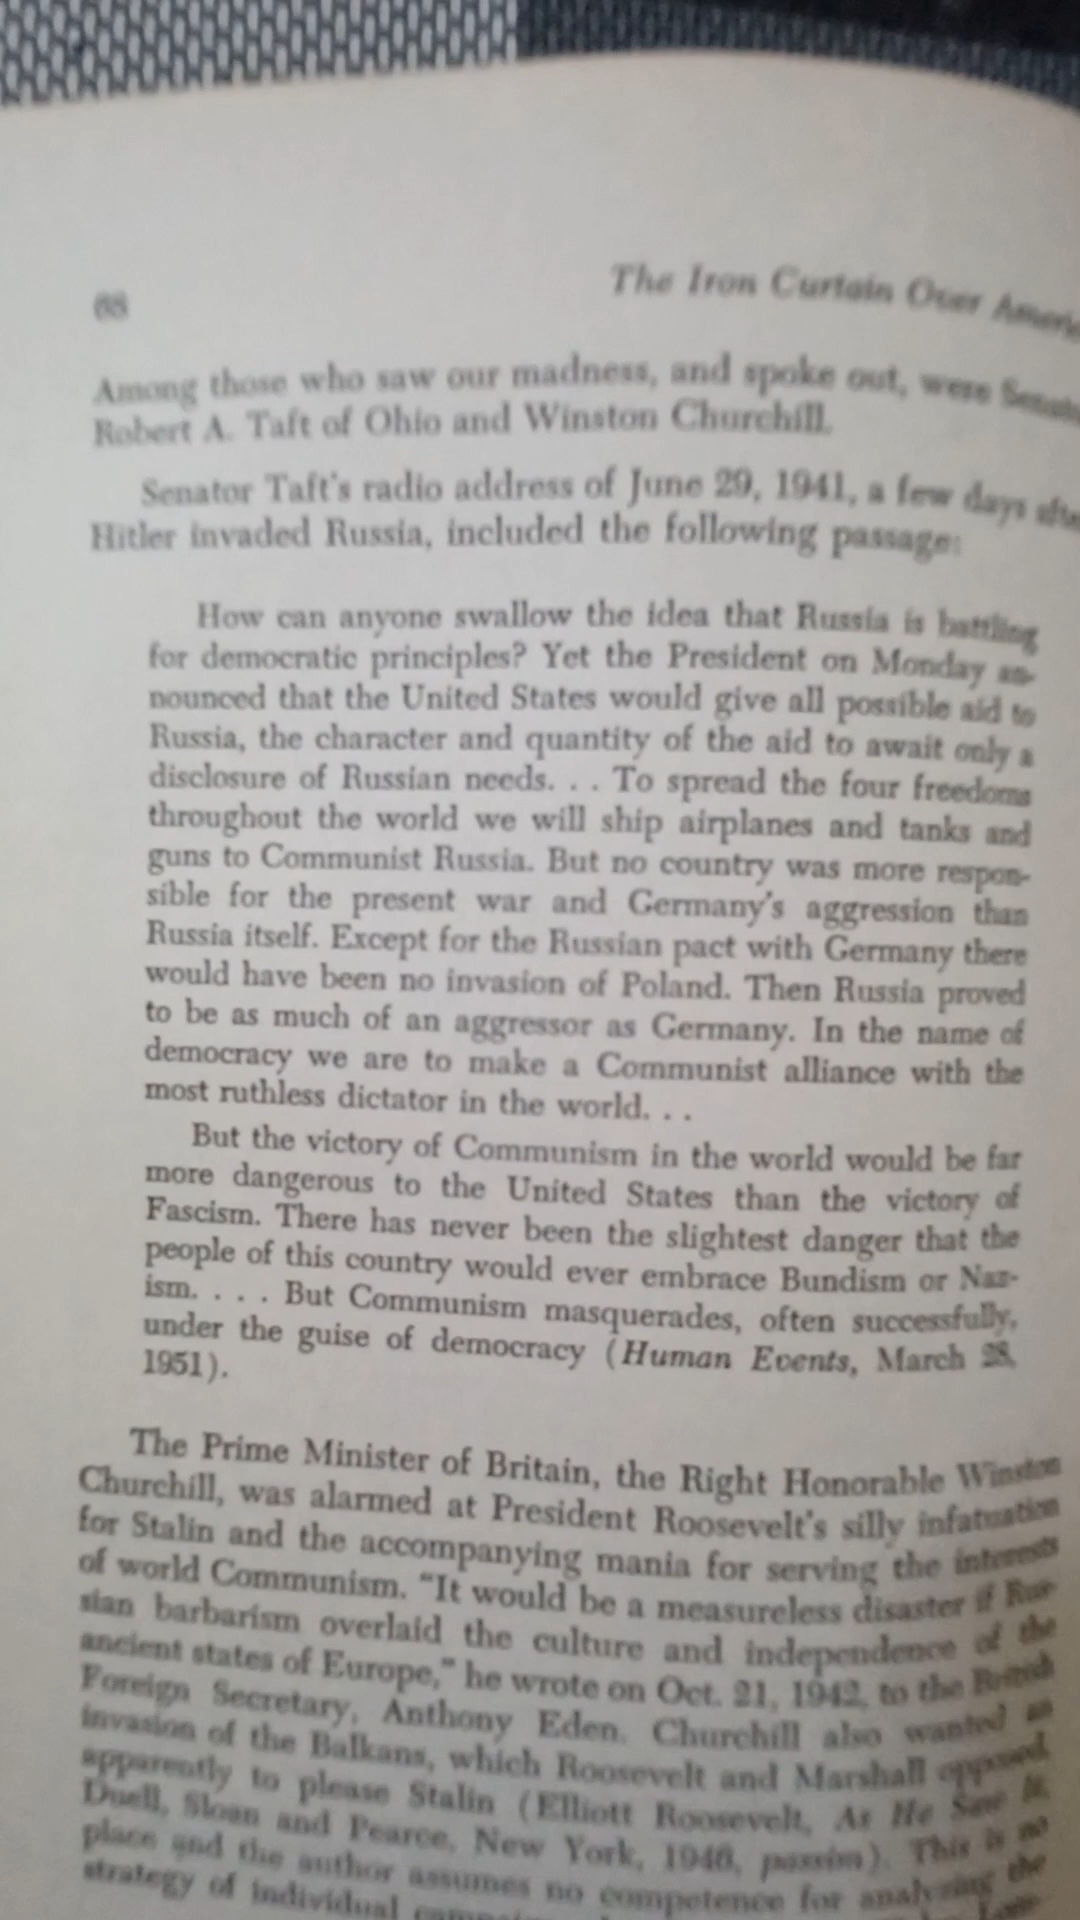 68
The Iron Curtain Over
Among those who saw our madness, and spoke out, were
Robert A. Taft of Ohio and Winston Churchill.
Senator Taft's radio address of June 29, 1941, a few days
Hitler invaded Russia, included the following passage:
How can anyone swallow the idea that Russia is battling
for democratic principles? Yet the President on Monday an-
nounced that the United States would give all possible aid to
Russia, the character and quantity of the aid to await only a
disclosure of Russian needs. . . To spread the four freedoms
throughout the world we will ship airplanes and tanks and
guns to Communist Russia. But no country was more respon-
sible for the present war and Germany's aggression than
Russia itself. Except for the Russian pact with Germany there
would have been no invasion of Poland. Then Russia proved
to be as much of an aggressor as Germany. In the name of
democracy we are to make a Communist alliance with the
most ruthless dictator in the world. . .
But the victory of Communism in the world would be far
more dangerous to the United States than the victory of
Fascism. There has never been the slightest danger that the
people of this country would ever embrace Bundism or Naz-
ism. . . . But Communism masquerades, often successfully,
under the guise of democracy (Human Events, March 28,
1951).
The Prime Minister of Britain, the Right Honorable Winston
Churchill, was alarmed at President Roosevelt's silly infatuation
for Stalin and the accompanying mania for serving the interests
of world Communism. "It would be a measureless disaster if Rus-
sian barbarism overlaid the culture and independence of the
ancient states of Europe," he wrote on Oct. 21, 1942, to the British
Foreign Secretary, Anthony Eden. Churchill also wanted an
invasion of the Balkans, which Roosevelt and Marshall opposed
apparently to please Stalin (Elliott Roosevelt, As He Saw It,
Duell, Sloan and Pearce, New York, 1946, passim). This is no
place and the author assumes no competence for analyzing the
strategy of individual